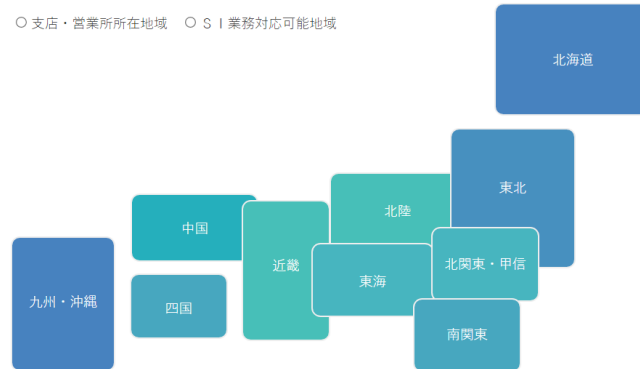 支店・営業所所在地域 ＳＩ業務対応可能地域
北海道
東北
北陸
中国
近畿
北関東・甲信
東海
九州・沖縄
四国
南関東